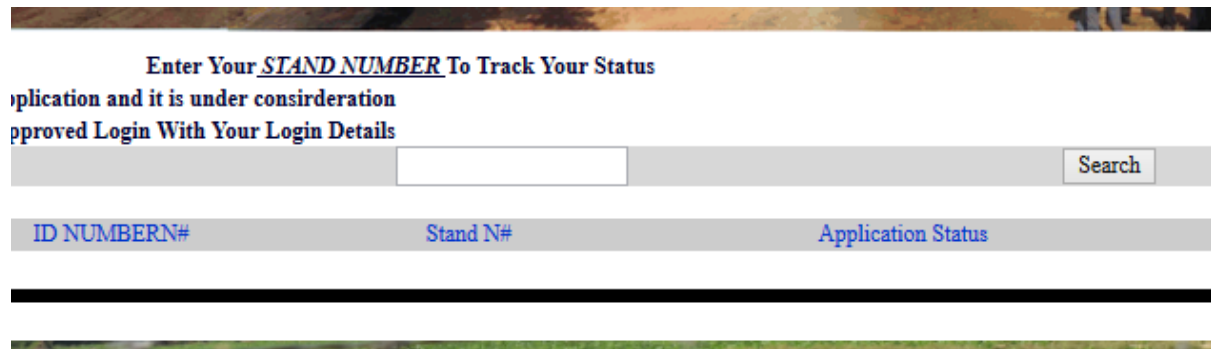 Enter Your STAND NUMBER To Track Your Status
pplication and it is under consirderation
pproved Login With Your Login Details
Search
ID NUMBERN# Stand N# Application Status